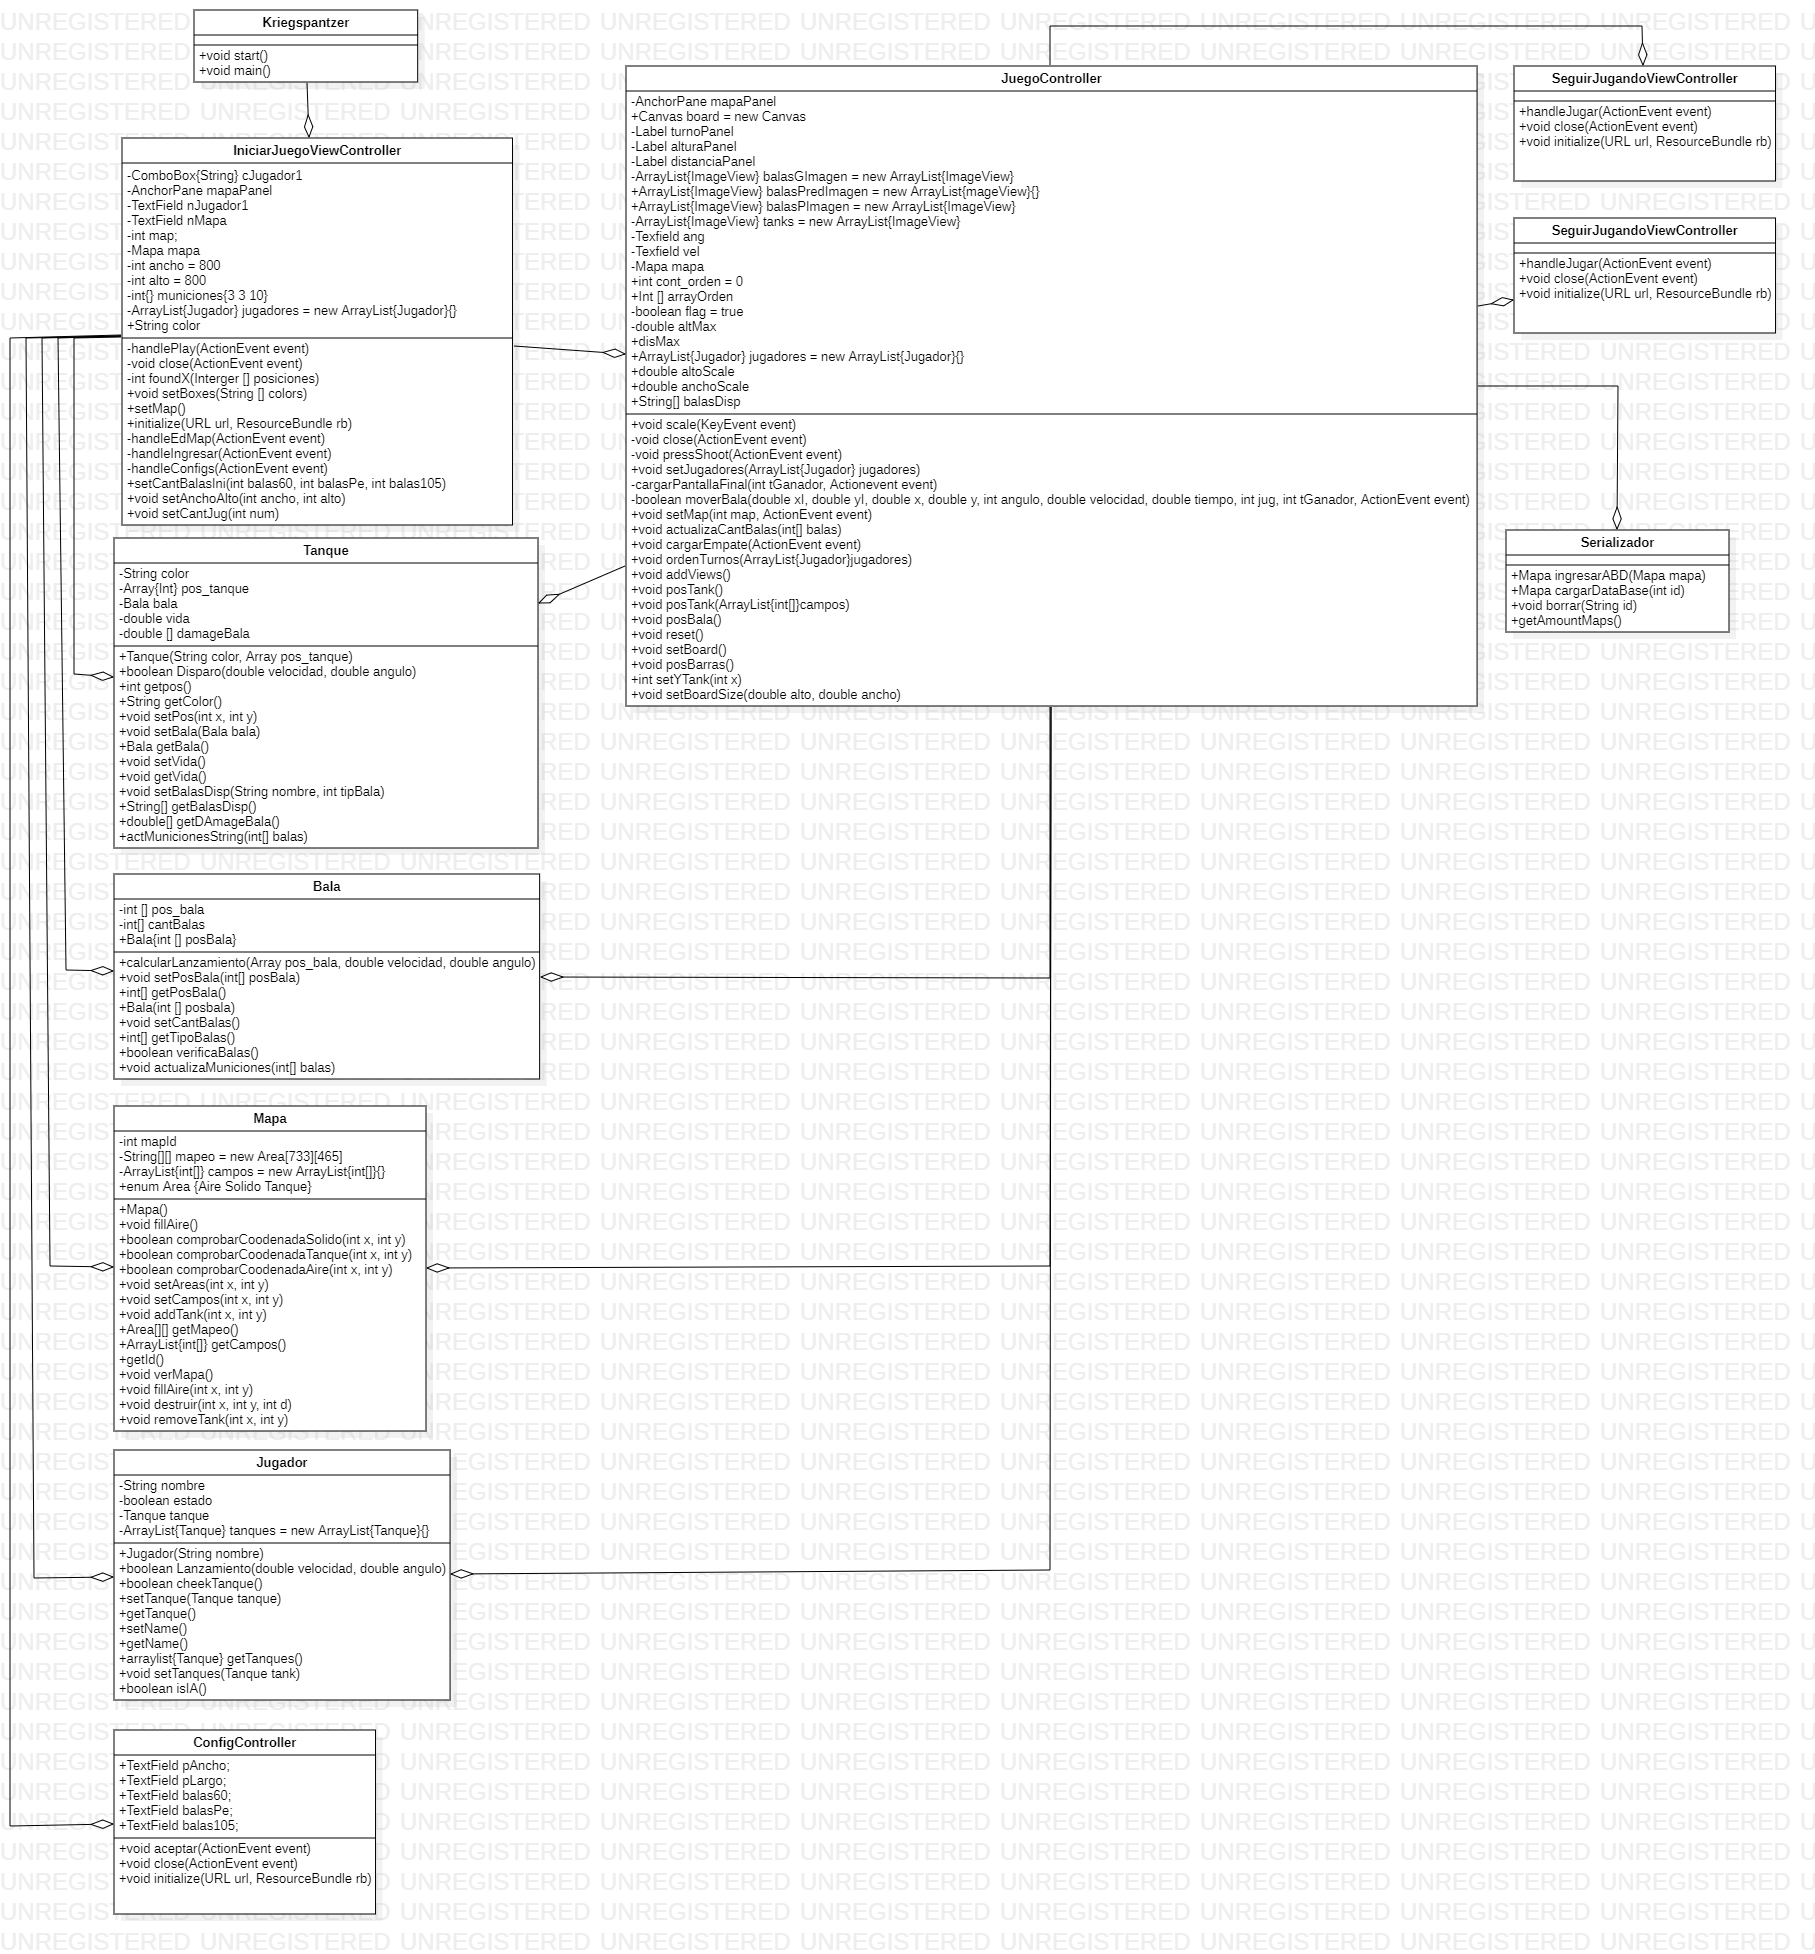 Kriegspantzer
+void start()
+void main()
IniciarJuegoViewController
-ComboBox{String} cJugador1
-AnchorPane mapaPanel
-TextField nJugador1
-TextField nMapa
-int map;
-Mapa mapa
-int ancho = 800
-int alto = 800
-int{} municiones{3 3 10}
-ArrayList{Jugador} jugadores = new ArrayList{Jugador}{}
+String color
-handlePlay(ActionEvent event)
-void close(ActionEvent event)
-int foundX(Interger [] posiciones)
+void setBoxes(String [] colors)
+setMap()
+initialize(URL url, ResourceBundle rb)
-handleEdMap(ActionEvent event)
-handleIngresar(ActionEvent event)
-handleConfigs(ActionEvent event)
+setCantBalasIni(int balas60, int balasPe, int balas105)
+void setAnchoAlto(int ancho, int alto)
+void setCantJug(int num)
Tanque
-String color
-Array{Int} pos_tanque
-Bala bala
-double vida
-double [] damageBala
+Tanque(String color, Array pos_tanque)
+boolean Disparo(double velocidad, double angulo)
+int getpos()
+String getColor()
+void setPos(int x, int y)
+void setBala(Bala bala)
+Bala getBala()
+void setVida()
+void getVida()
+void setBalasDisp(String nombre, int tipBala)
+String[] getBalasDisp()
+double[] getDAmageBala()
+actMunicionesString(int[] balas)
Bala
-int [] pos_bala
-int[] cantBalas
+Bala{int [] posBala}
+calcularLanzamiento(Array pos_bala, double velocidad, double angulo)
+void setPosBala(int[] posBala)
+int[] getPosBala()
+Bala(int [] posbala)
+void setCantBalas()
+int[] getTipoBalas()
+boolean verificaBalas()
+void actualizaMuniciones(int[] balas)
Mapa
-int mapId
-String[][] mapeo = new Area[733][465]
-ArrayList{int[]} campos = new ArrayList{int[]}{}
+enum Area {Aire Solido Tanque}
+Mapa()
+void fillAire()
+boolean comprobarCoodenadaSolido(int x, int y)
+boolean comprobarCoodenadaTanque(int x, int y)
+boolean comprobarCoodenadaAire(int x, int y)
+void setAreas(int x, int y)
+void setCampos(int x, int y)
+void addTank(int x, int y)
+Area[][] getMapeo()
+ArrayList{int[]} getCampos()
+getId()
+void verMapa()
+void fillAire(int x, int y)
+void destruir(int x, int y, int d)
+void removeTank(int x, int y)
Jugador
-String nombre
-boolean estado
-Tanque tanque
-ArrayList{Tanque} tanques = new ArrayList{Tanque}{}
+Jugador(String nombre)
+boolean Lanzamiento(double velocidad, double angulo)
+boolean cheekTanque()
+setTanque(Tanque tanque)
+getTanque()
+setName()
+getName()
+arraylist{Tanque} getTanques()
+void setTanques(Tanque tank)
+boolean isIA()
ConfigController
+TextField pAncho;
+TextField pLargo;
+TextField balas60;
+TextField balasPe;
+TextField balas105;
+void aceptar(ActionEvent event)
+void close(ActionEvent event)
+void initialize(URL url, ResourceBundle rb)
JuegoController
-AnchorPane mapaPanel
+Canvas board = new Canvas
-Label turnoPanel
-Label alturaPanel
-Label distanciaPanel
-ArrayList{ImageView} balasGImagen = new ArrayList{ImageView}
+ArrayList{ImageView} balasPredImagen = new ArrayList{mageView}{}
+ArrayList{ImageView} balasPImagen = new ArrayList{ImageView}
-ArrayList{ImageView} tanks = new ArrayList{ImageView}
-Texfield ang
-Texfield vel
-Mapa mapa
+int cont_orden = 0
+Int [] arrayOrden
-boolean flag = true
-double altMax
+disMax
+ArrayList{Jugador} jugadores = new ArrayList{Jugador}{}
+double altoScale
+double anchoScale
+String[] balasDisp
+void scale(KeyEvent event)
-void close(ActionEvent event)
-void pressShoot(ActionEvent event)
+void setJugadores(ArrayList{Jugador} jugadores)
-cargarPantallaFinal(int tGanador, Actionevent event)
-boolean moverBala(double xI, double yI, double x, double y, int angulo, double velocidad, double tiempo, int jug, int tGanador, ActionEvent event)
+void setMap(int map, ActionEvent event)
+void actualizaCantBalas(int[] balas)
+void cargarEmpate(ActionEvent event)
+void ordenTurnos(ArrayList{Jugador}jugadores)
+void addViews()
+void posTank()
+void posTank(ArrayList{int[]}campos)
+void posBala()
+void reset()
+void setBoard()
+void posBarras()
+int setYTank(int x)
+void setBoardSize(double alto, double ancho)
SeguirJugandoViewController
+handleJugar(ActionEvent event)
+void close(ActionEvent event)
+void initialize(URL url, ResourceBundle rb)
SeguirJugandoViewController
+handleJugar(ActionEvent event)
+void close(ActionEvent event)
+void initialize(URL url, ResourceBundle rb)
Serializador
+Mapa ingresarABD(Mapa mapa)
+Mapa cargarDataBase(int id)
+void borrar(String id)
+getAmountMaps()